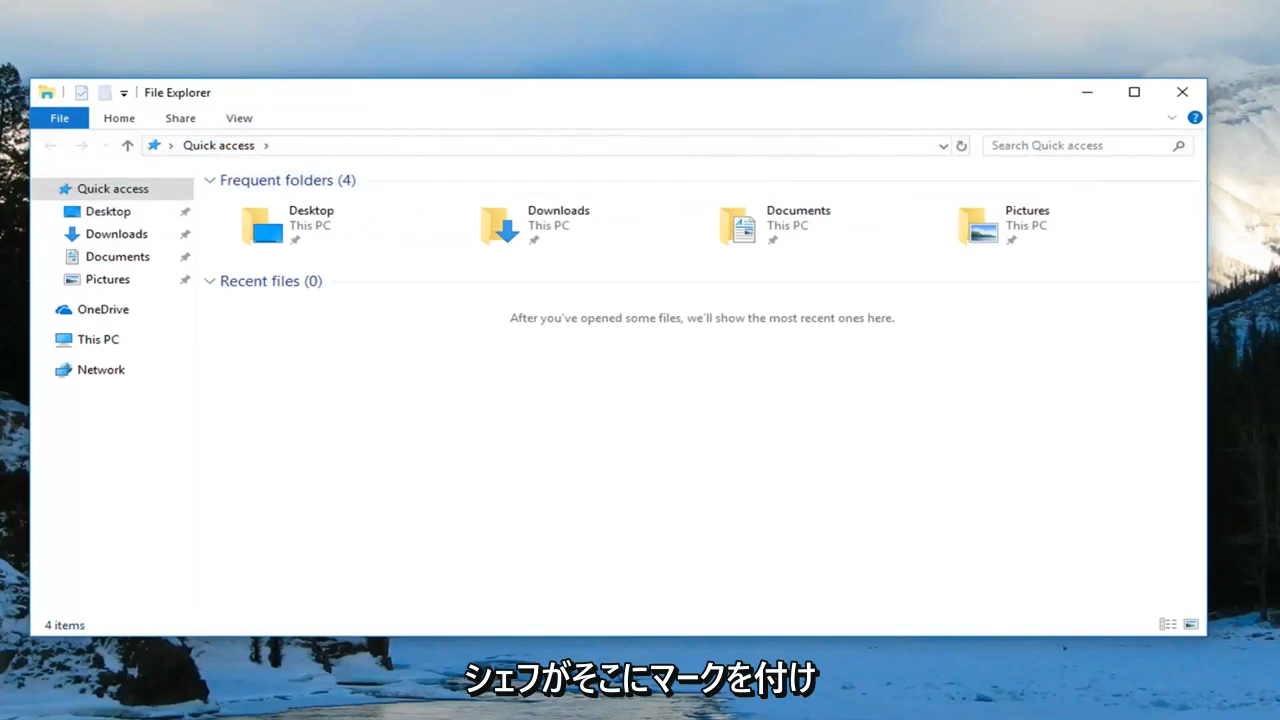 File Explorer
File Home Share View
Quick access
Search Quick access
Quick access
Desktop
Downloads
Documents
Pictures
OneDrive
This PC
Network
Frequent folders (4)
Desktop
This PC
Downloads
This PC
Documents
This PC
Pictures
This PC
Recent files (0)
After you've opened some files, we'll show the most recent ones here.
4 items
シェフがそこにマークを付け